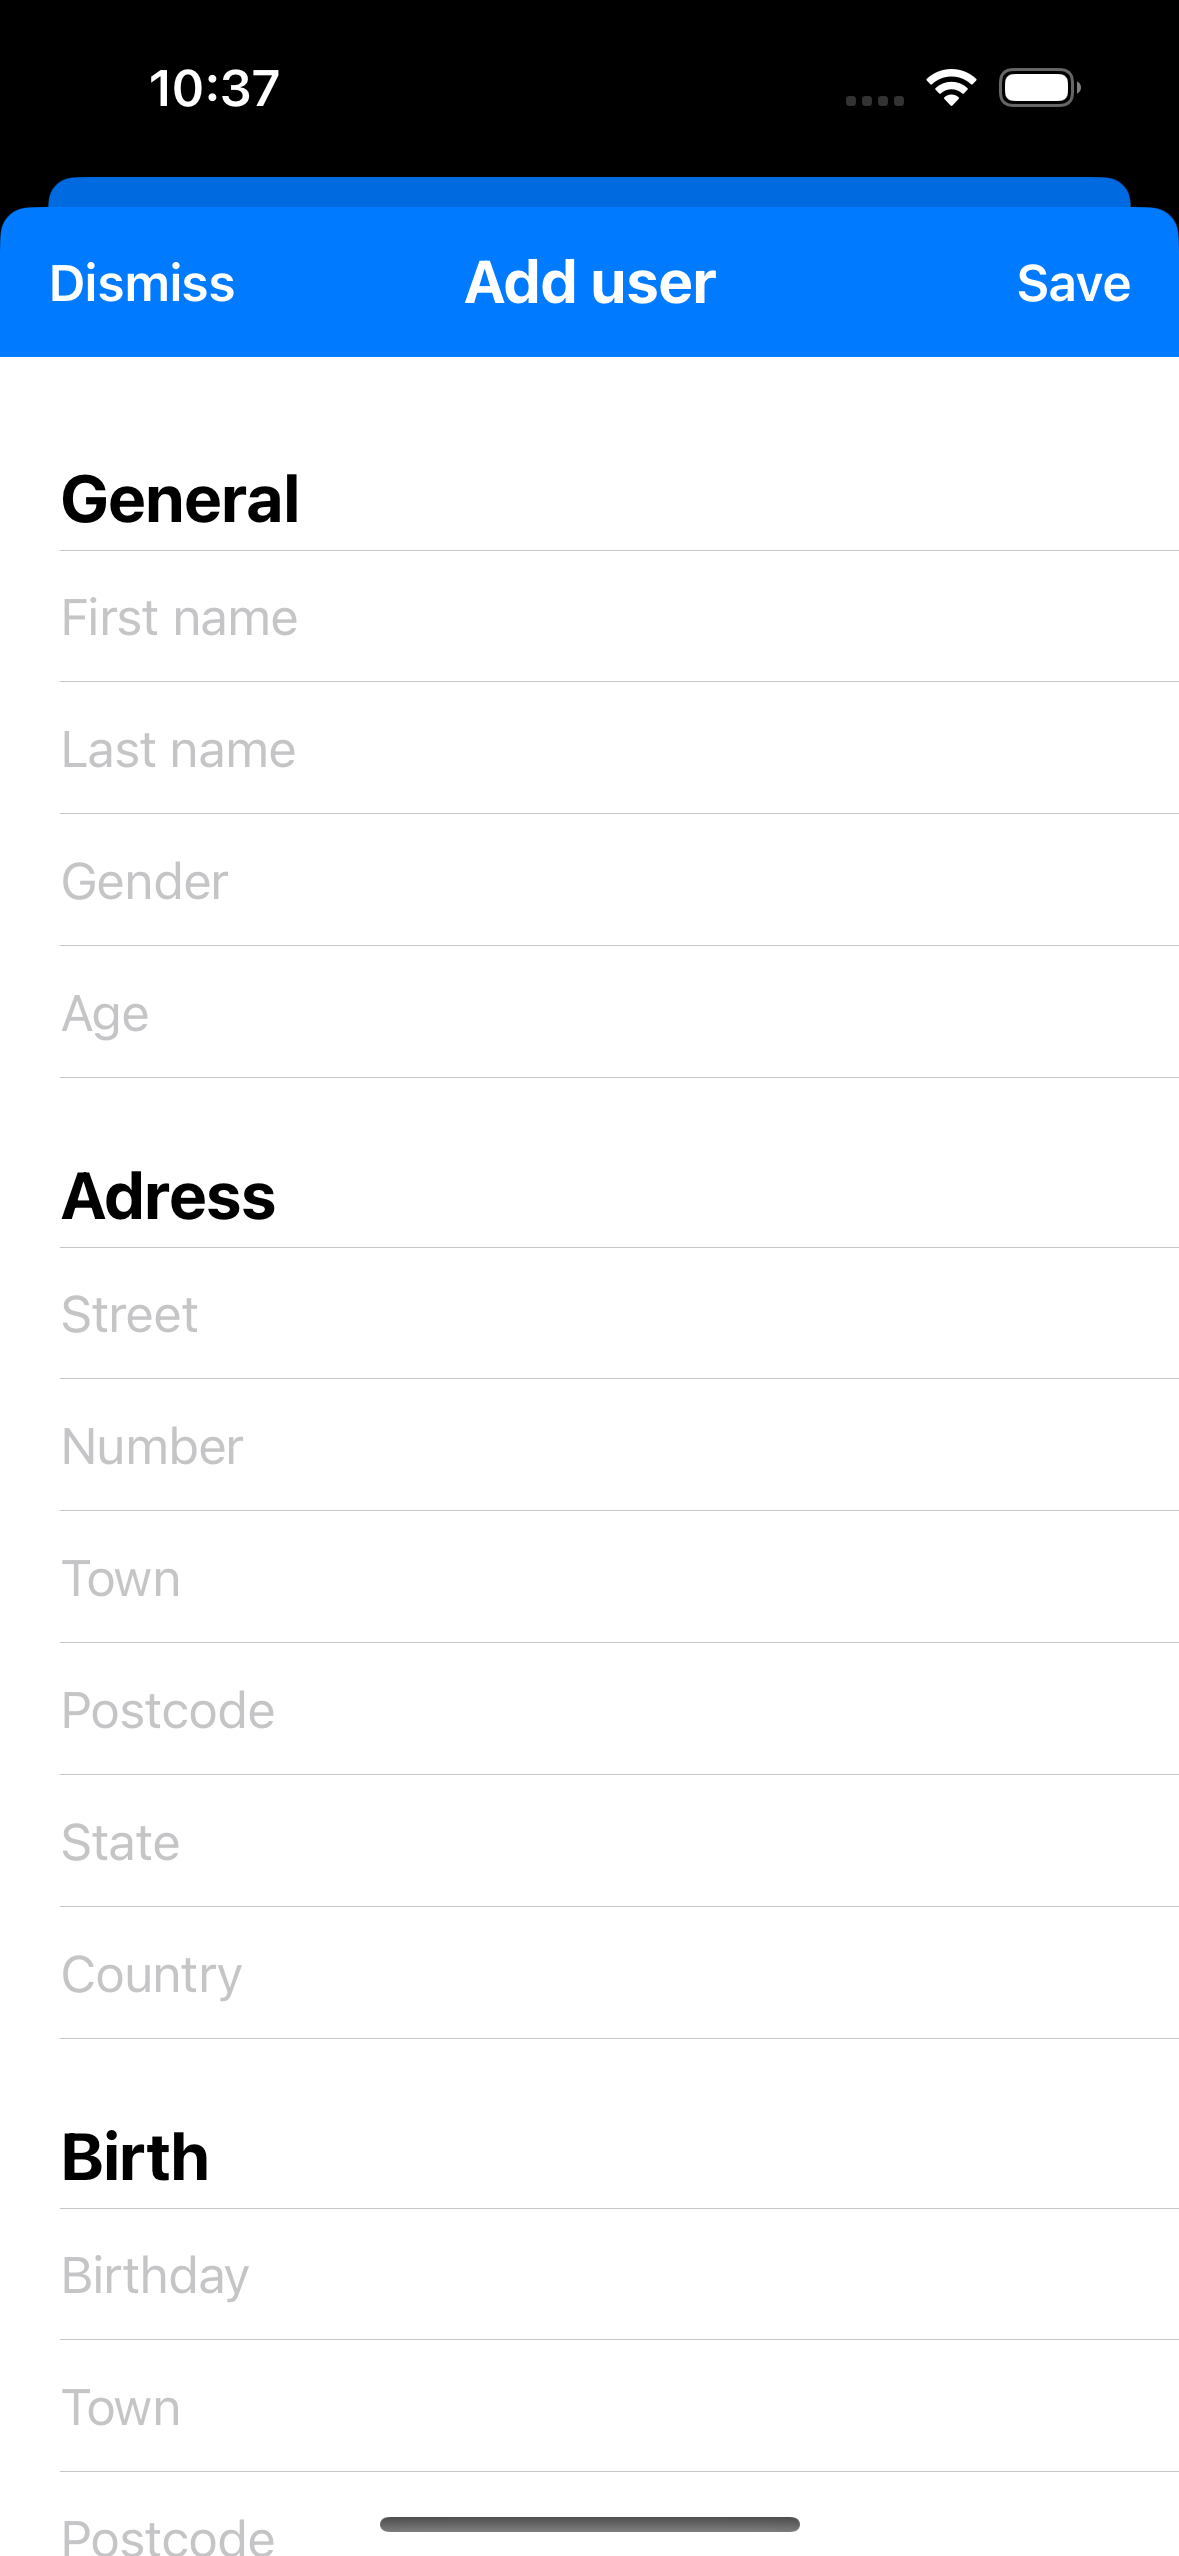 10:37
Dismiss Add user Save
General
First name
Last name
Gender
Age
Adress
Street
Number
Town
Postcode
State
Country
Birth
Birthday
Town
Postcode